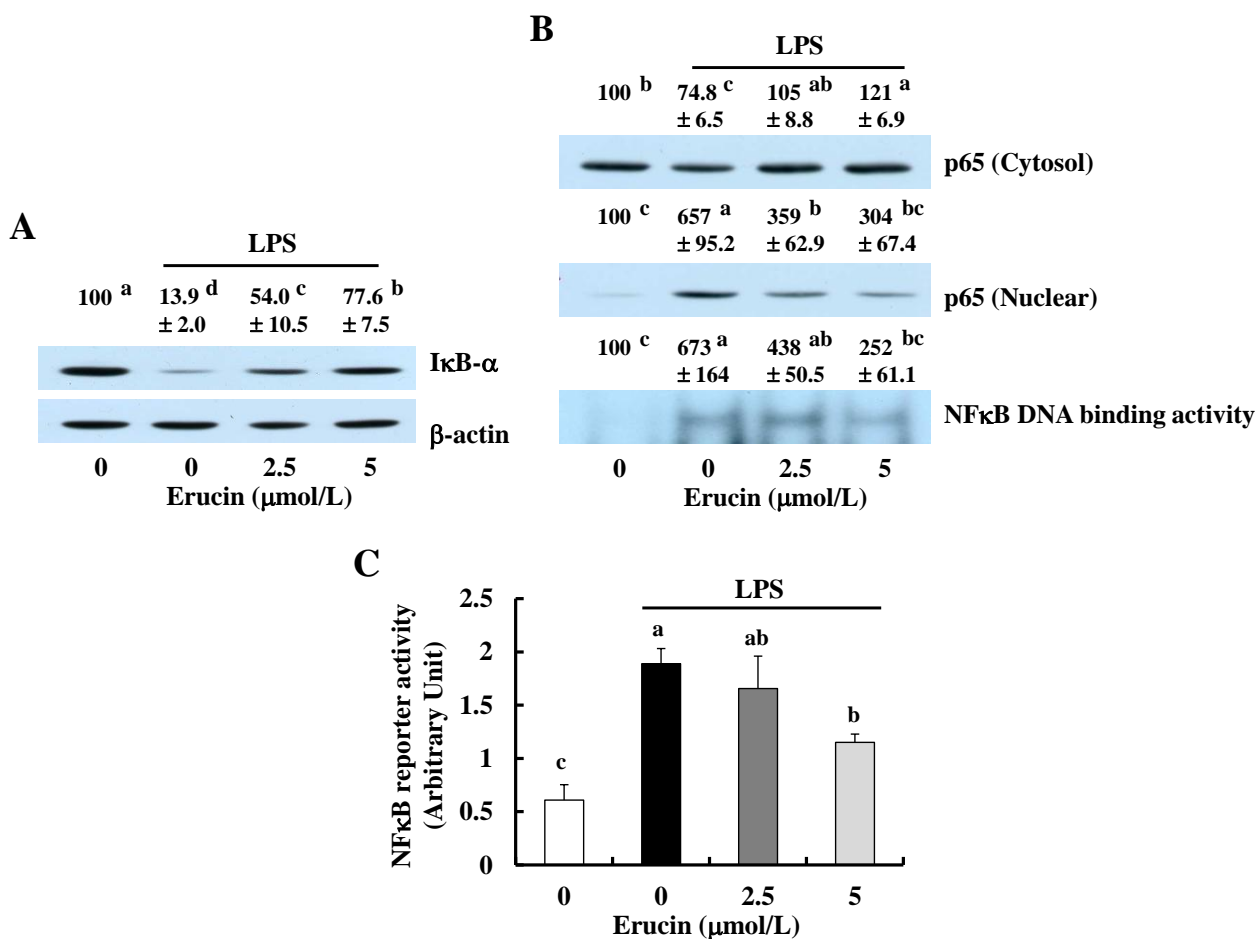 A
LPS
100 a 13.9 d 54.0 c 77.6 b
± 2.0 ± 10.5 ± 7.5
IκB-α
β-actin
0 0 2.5 5
Erucin (μmol/L)
B
LPS
100 b 74.8 c 105 ab 121 a
± 6.5 ± 8.8 ± 6.9
p65 (Cytosol)
100 c 657 a 359 b 304 bc
± 95.2 ± 62.9 ± 67.4
p65 (Nuclear)
100 c 673 a 438 ab 252 bc
± 164 ± 50.5 ± 61.1
NFκB DNA binding activity
0 0 2.5 5
Erucin (μmol/L)
C
LPS
NFκB reporter activity
(Arbitrary Unit)
2.5
2
1.5
1
0.5
0
c a ab b
0 0 2.5 5
Erucin (μmol/L)